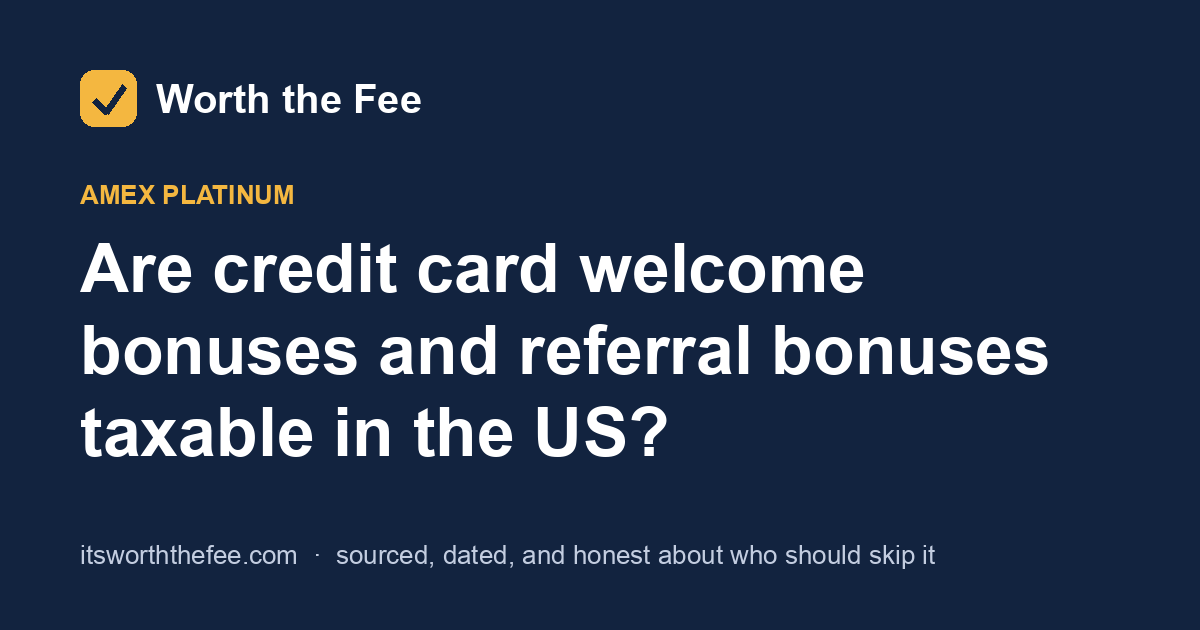 Worth the Fee
AMEX PLATINUM
Are credit card welcome
bonuses and referral bonuses
taxable in the US?
itsworththefee.com · sourced, dated, and honest about who should skip it